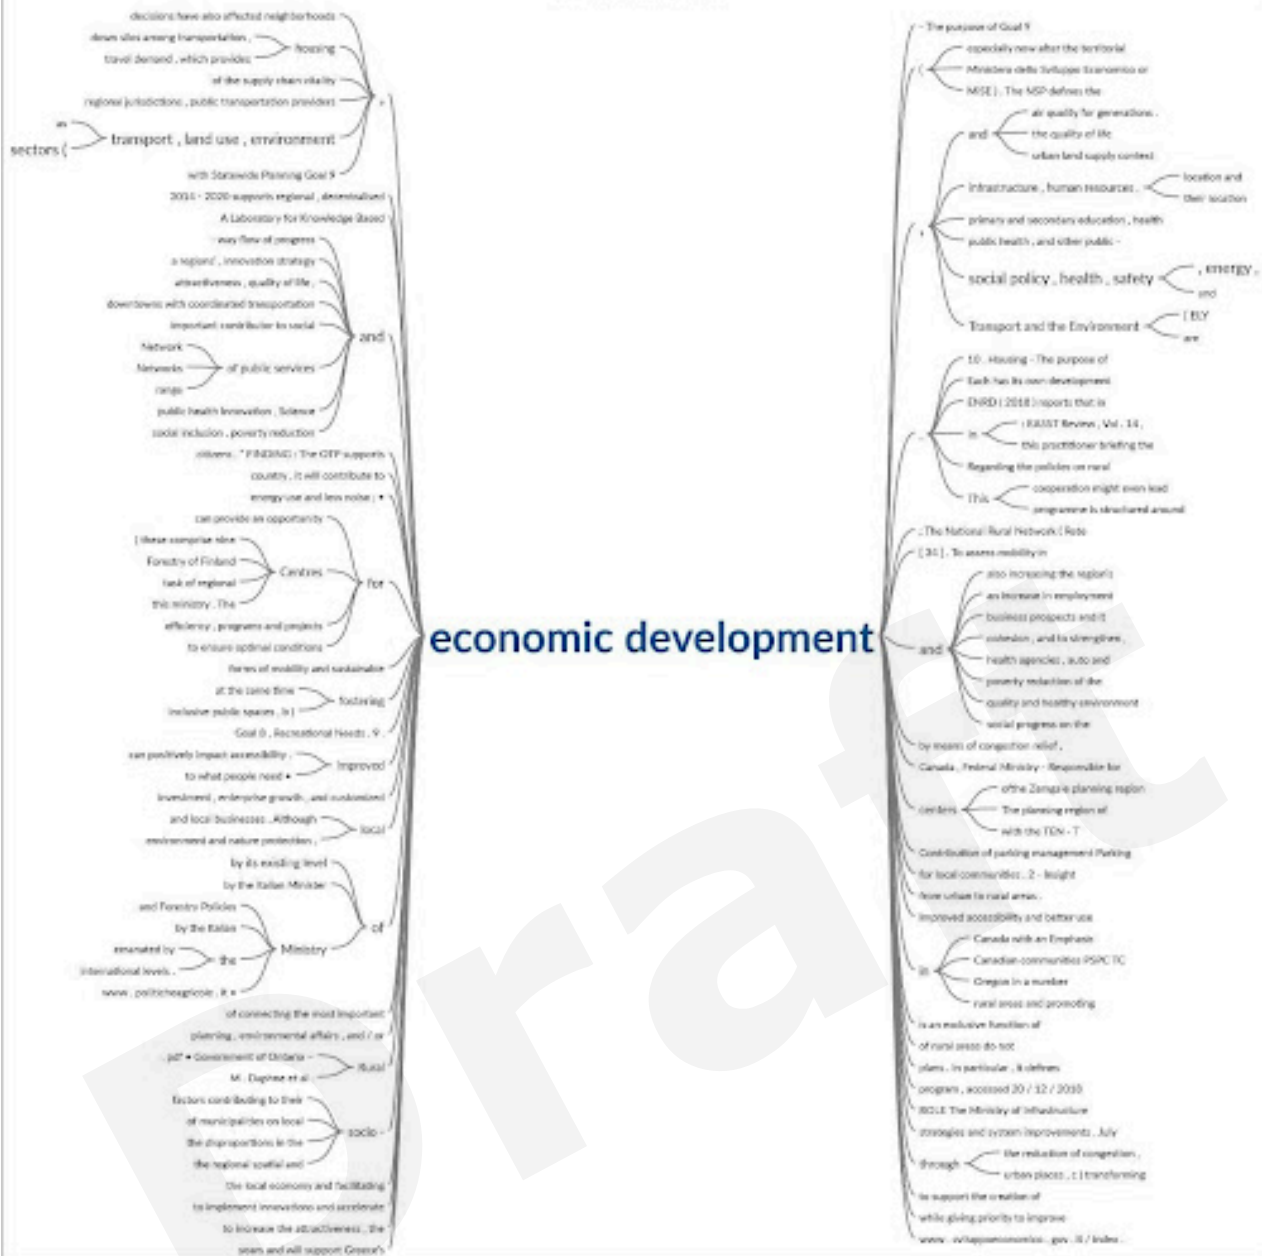 decisions have also affected neighborhoods
down silos among transportation ,
housing
travel demand , which provides
of the supply chain vitality
regional jurisdictions , public transportation providers
,
as
transport , land use , environment
sectors (
with Statewide Planning Goal 9
2014 - 2020 supports regional , decentralised
A Laboratory for Knowledge Based
way flow of progress
a regions' , innovation strategy
attractiveness , quality of life ,
downtowns with coordinated transportation
important contributor to social
and
Network
Networks
of public services
range
public health Innovation , Science
social inclusion , poverty reduction
citizens . " FINDING : The OTP supports
country , it will contribute to
energy use and less noise ; •
can provide an opportunity
( these comprise nine
Forestry of Finland
Centres
for
task of regional
this ministry . The
efficiency , programs and projects
to ensure optimal conditions
forms of mobility and sustainable
at the same time
fostering
inclusive public spaces . b )
Goal 8 , Recreational Needs . 9 .
can positively impact accessibility ,
improved
to what people need •
investment , enterprise growth , and customized
and local businesses . Although
local
environment and nature protection ,
by its existing level
by the Italian Minister
of
and Forestry Policies
by the Italian
Ministry
emanated by
the
international levels .
www . politicheagricole . it •
of connecting the most important
planning , environmental affairs , and / or
. pdf • Government of Ontario -
Rural
M . Daphne et al
factors contributing to their
of municipalities on local
socio -
the disproportions in the
the regional spatial and
the local economy and facilitating
to implement innovations and accelerate
to increase the attractiveness , the
years and will support Greece's
economic development
- The purpose of Goal 9
(
especially now after the territorial
Ministero dello Sviluppo Economico or
MISE ) . The NSP defines the
,
and
air quality for generations .
the quality of life
urban land supply context
infrastructure , human resources ,
location and
their location
primary and secondary education , health
public health , and other public -
social policy , health , safety
, energy ,
and
Transport and the Environment
( ELY
are
.
10 . Housing - The purpose of
Each has its own development
ENRD ( 2018 ) reports that in
in
: KASST Review , Vol . 14 ,
this practitioner briefing the
Regarding the policies on rural
This
cooperation might even lead
programme is structured around
; The National Rural Network ( Rete
[ 34 ] . To assess mobility in
and
also increasing the region's
an increase in employment
business prospects and it
cohesion , and to strengthen ,
health agencies , auto and
poverty reduction of the
quality and healthy environment
social progress on the
by means of congestion relief ,
Canada , Federal Ministry - Responsible for
centers
ofthe Zemgale planning region
The planning region of
with the TEN - T
Contribution of parking management Parking
for local communities . 2 - Insight
from urban to rural areas .
improved accessibility and better use
in
Canada with an Emphasis
Canadian communities PSPC TC
Oregon in a number
rural areas and promoting
is an exclusive function of
of rural areas do not
plans . In particular , it defines
program , accessed 20 / 12 / 2018
ROLE The Ministry of Infrastructure
strategies and system improvements . July
through
the reduction of congestion ,
urban places , c ) transforming
to support the creation of
while giving priority to improve
www . sviluppoeconomico . gov . it / index .
Draft